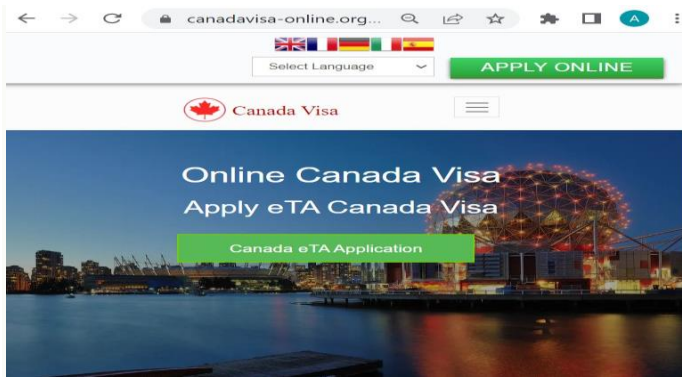 canadavisa-online.org...
A
Select Language
APPLY ONLINE
Canada Visa
Online Canada Visa
Apply eTA Canada Visa
Canada eTA Application